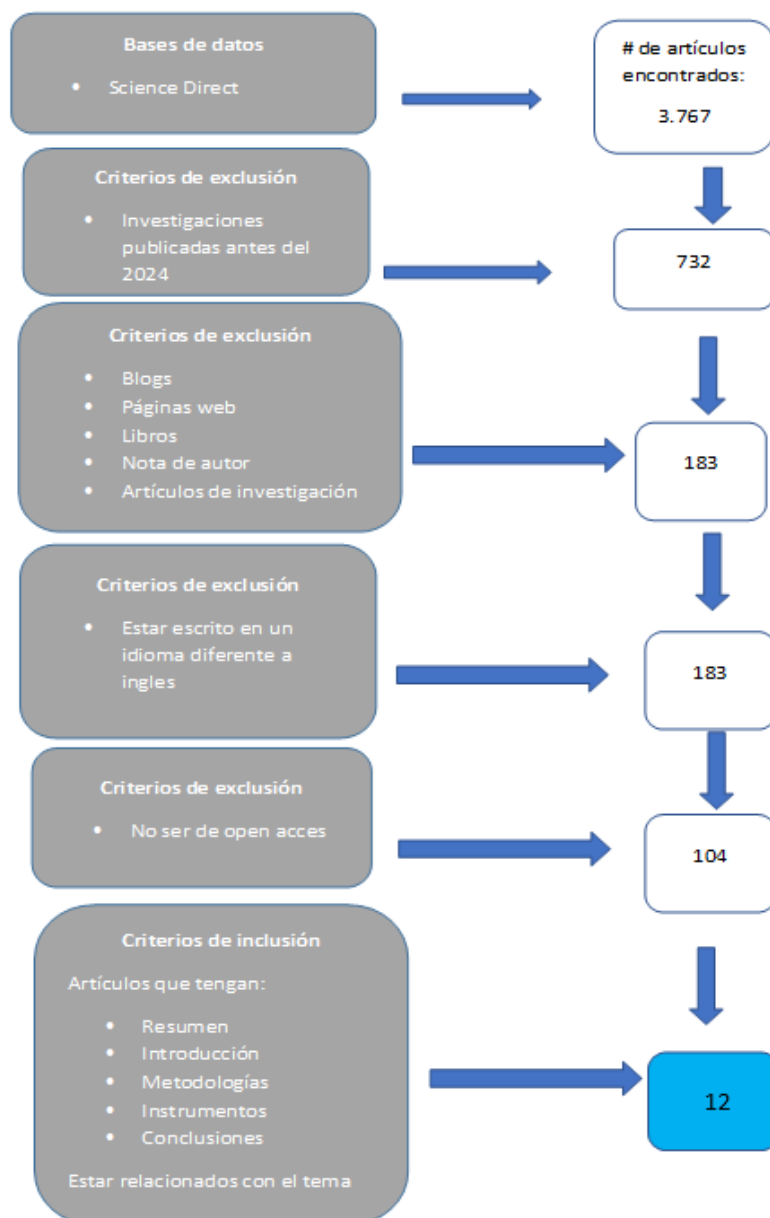 Bases de datos
• Science Direct
# de artículos
encontrados:
3.767
Criterios de exclusión
• Investigaciones
publicadas antes del
2024
732
Criterios de exclusión
• Blogs
• Páginas web
• Libros
• Nota de autor
• Artículos de investigación
183
Criterios de exclusión
• Estar escrito en un
idioma diferente a
ingles
183
Criterios de exclusión
• No ser de open acces
104
Criterios de inclusión
Artículos que tengan:
• Resumen
• Introducción
• Metodologías
• Instrumentos
• Conclusiones
Estar relacionados con el tema
12